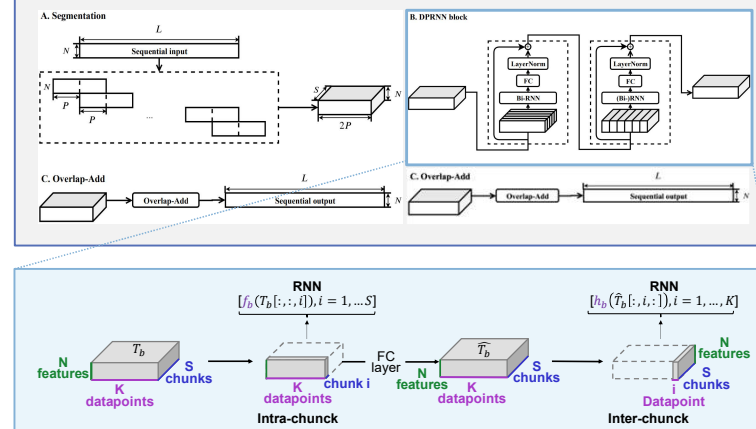 A. Segmentation
L
N
Sequential input
N
P
P
...
S
N
2P
C. Overlap-Add
L
Overlap-Add
Sequential output
N
B. DPRNN block
LayerNorm
FC
Bi-RNN
LayerNorm
FC
(Bi-)RNN
C. Overlap-Add
L
Overlap-Add
Sequential output
N
RNN
[f_b(T_b[:,:,i]), i = 1, ... S]
RNN
[h_b(T̂_b[:,i,:]), i = 1, ..., K]
T_b
N
features
K
datapoints
S
chunks
K
datapoints
chunk i
Intra-chunck
FC
layer
T̂_b
N
features
K
datapoints
S
chunks
N
features
S
chunks
i
Datapoint
Inter-chunck